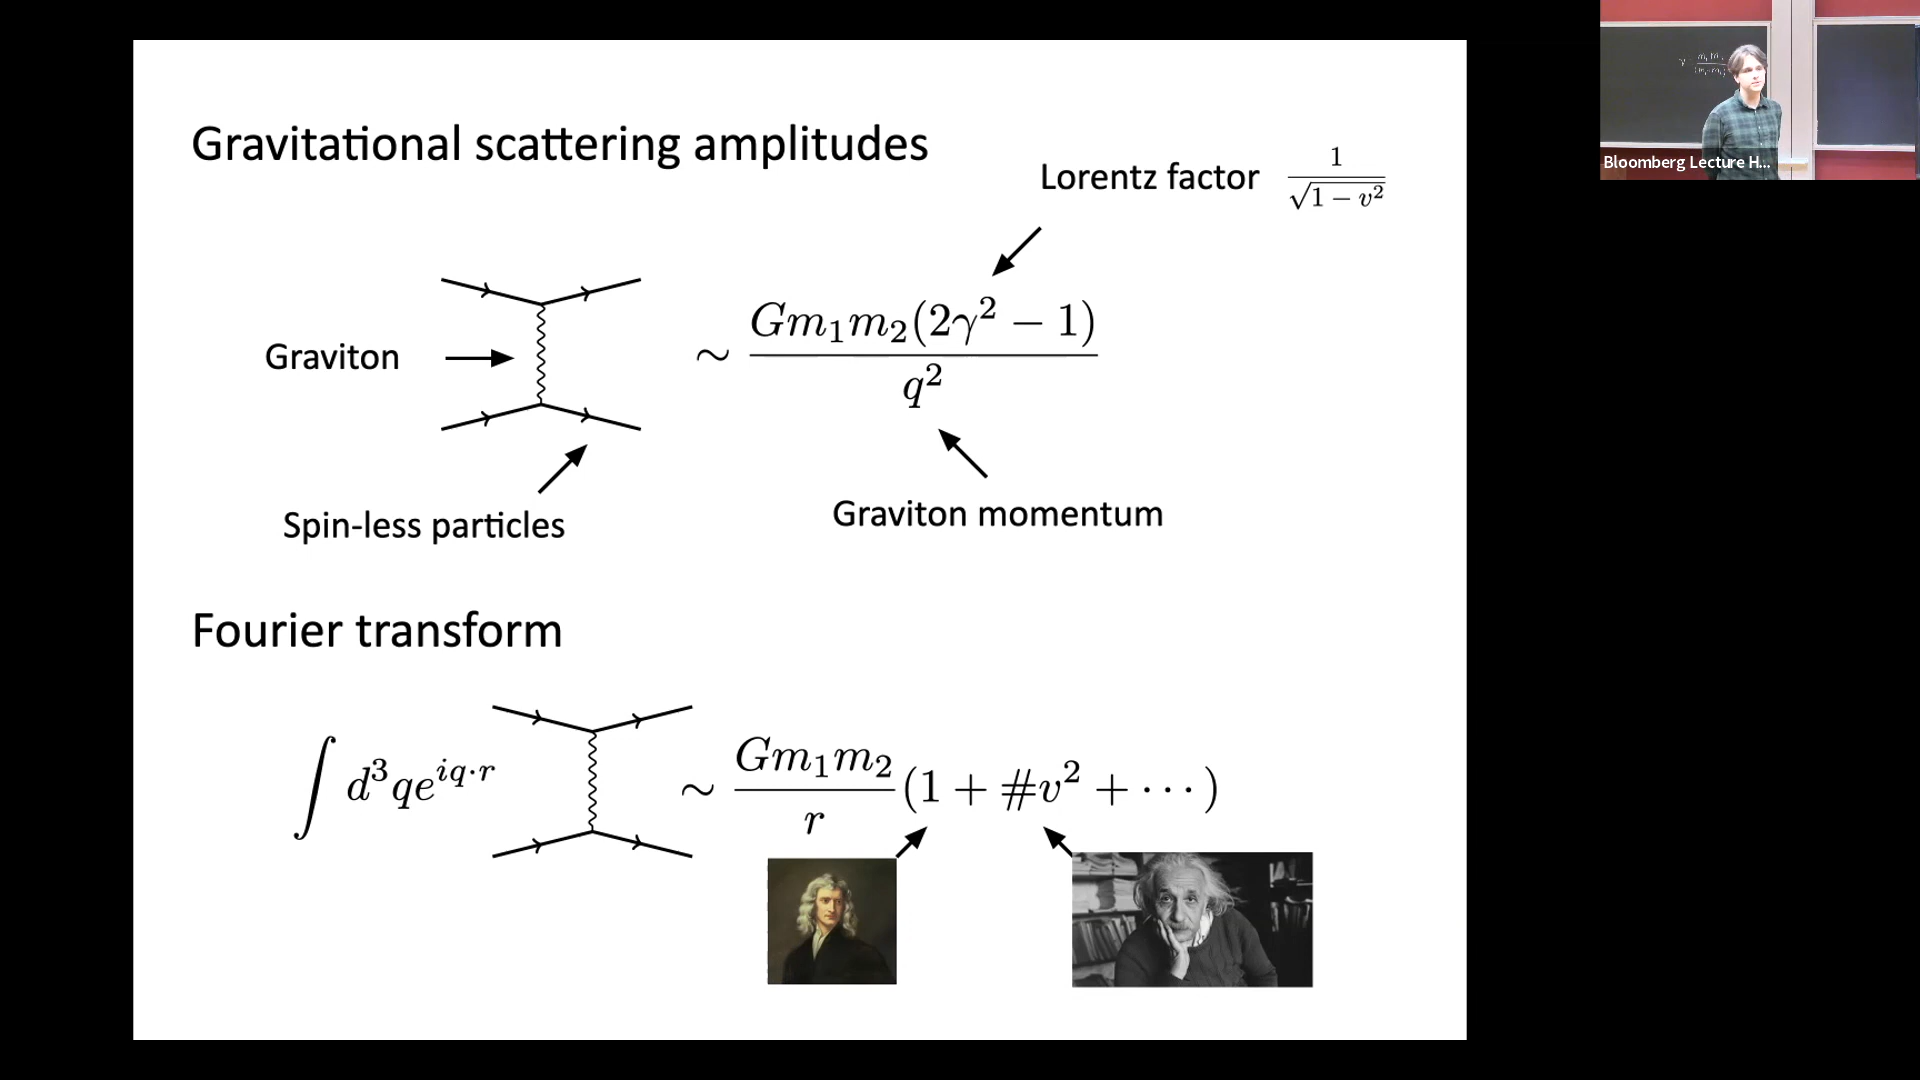 Gravitational scattering amplitudes
Lorentz factor 1/√(1 − v²)
Graviton
∼ Gm₁m₂(2γ² − 1)/q²
Spin-less particles
Graviton momentum
Fourier transform
∫ d³qe^{iq·r} ∼ Gm₁m₂/r (1 + #v² + ···)
Bloomberg Lecture H...